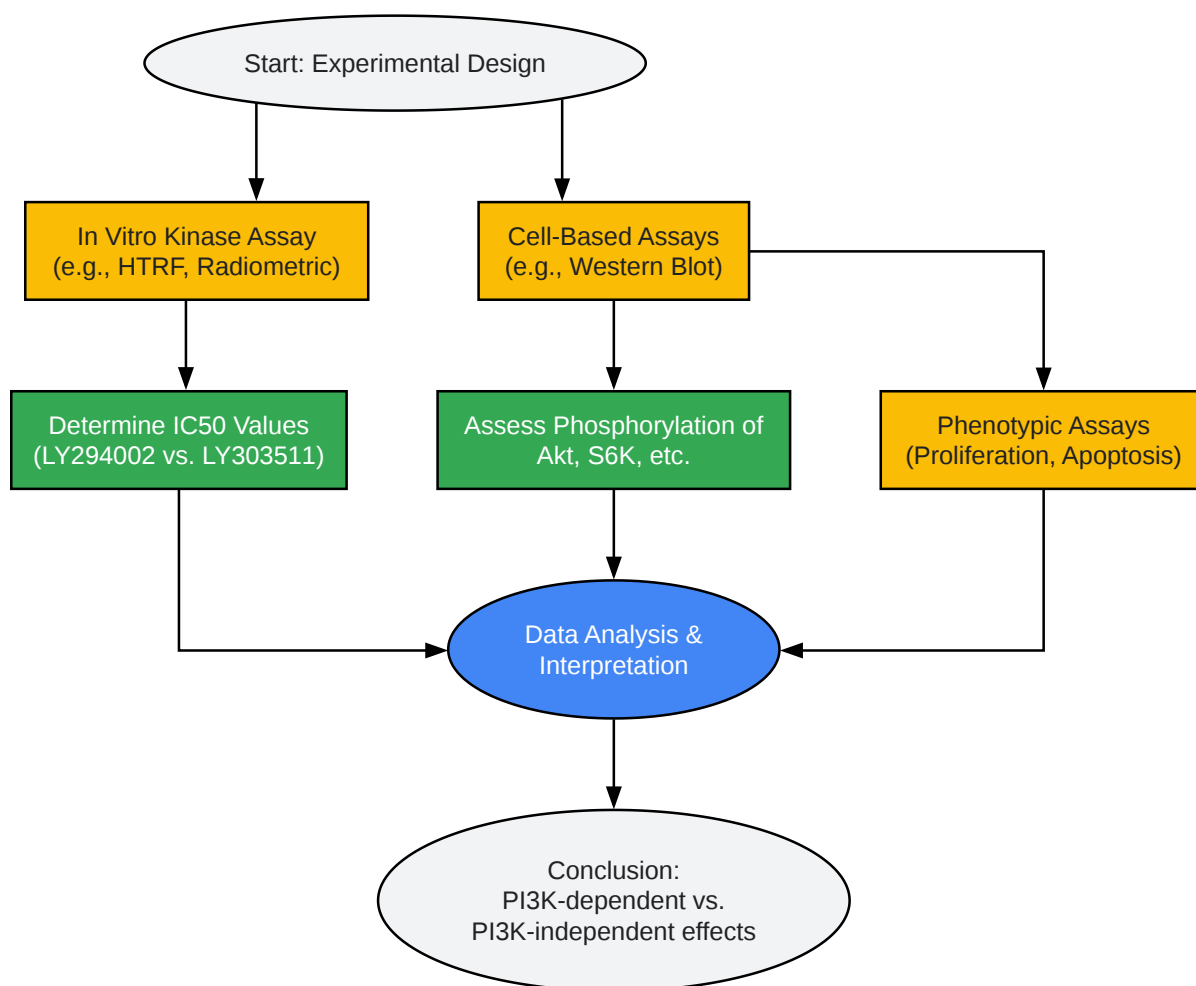 Start: Experimental Design
In Vitro Kinase Assay
(e.g., HTRF, Radiometric)
Cell-Based Assays
(e.g., Western Blot)
Determine IC50 Values
(LY294002 vs. LY303511)
Assess Phosphorylation of
Akt, S6K, etc.
Phenotypic Assays
(Proliferation, Apoptosis)
Data Analysis &
Interpretation
Conclusion:
PI3K-dependent vs.
PI3K-independent effects